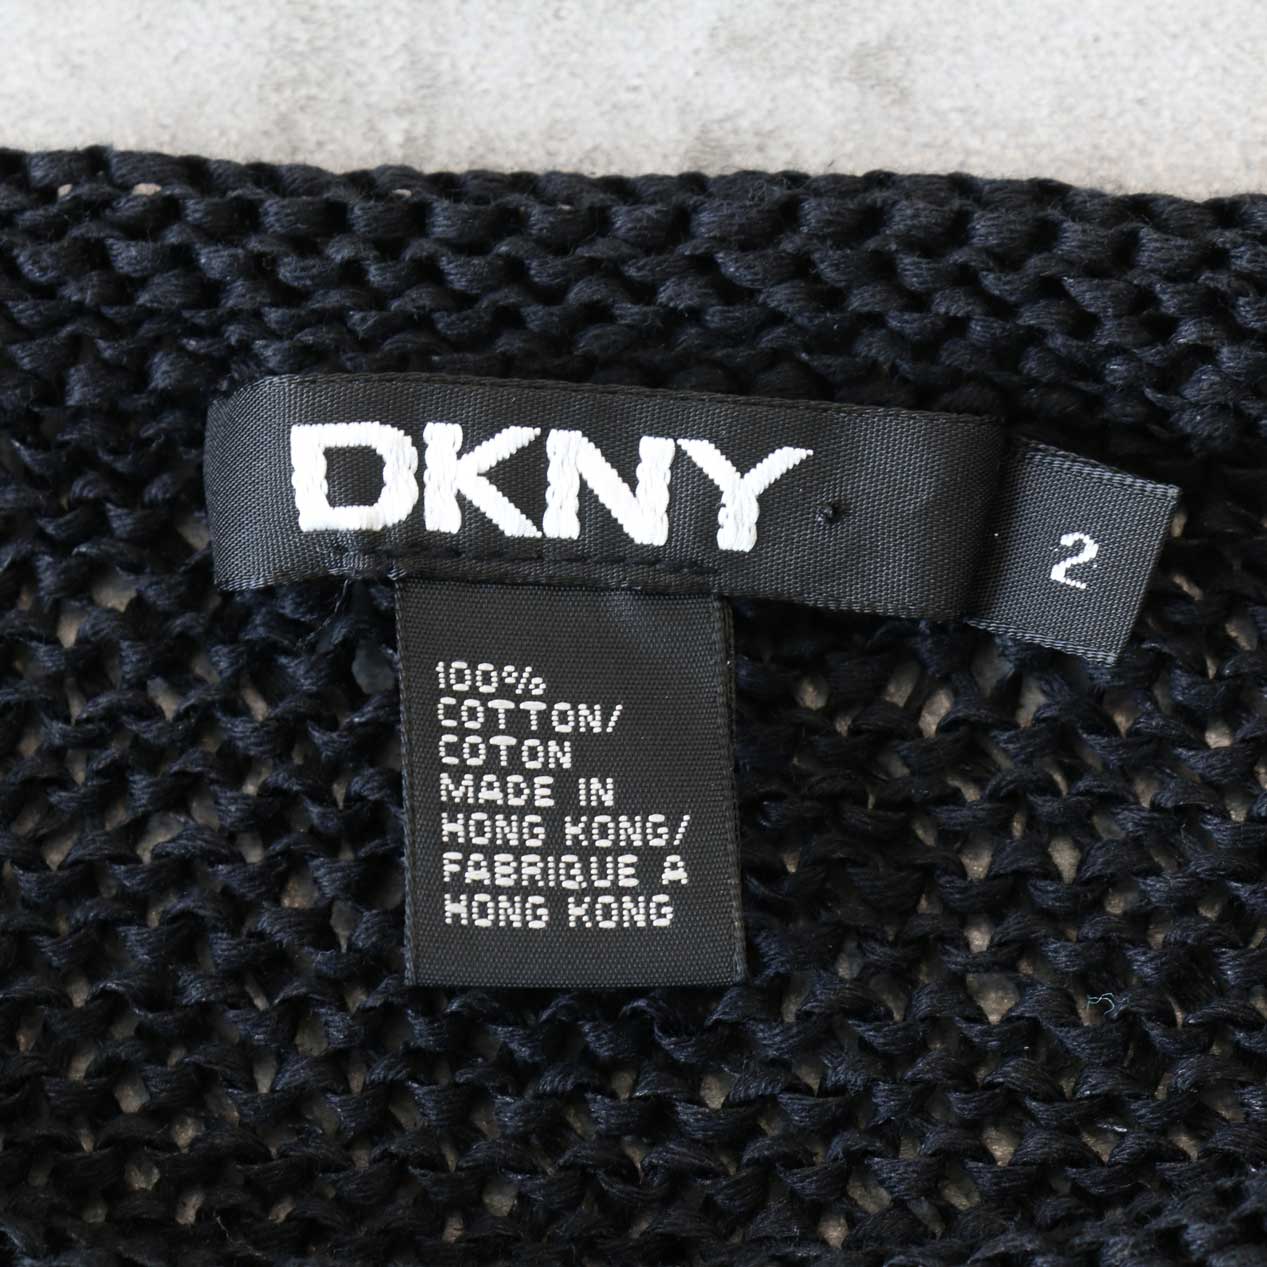 DKNY
2
100%
COTTON/
COTON
MADE IN
HONG KONG/
FABRIQUE A
HONG KONG